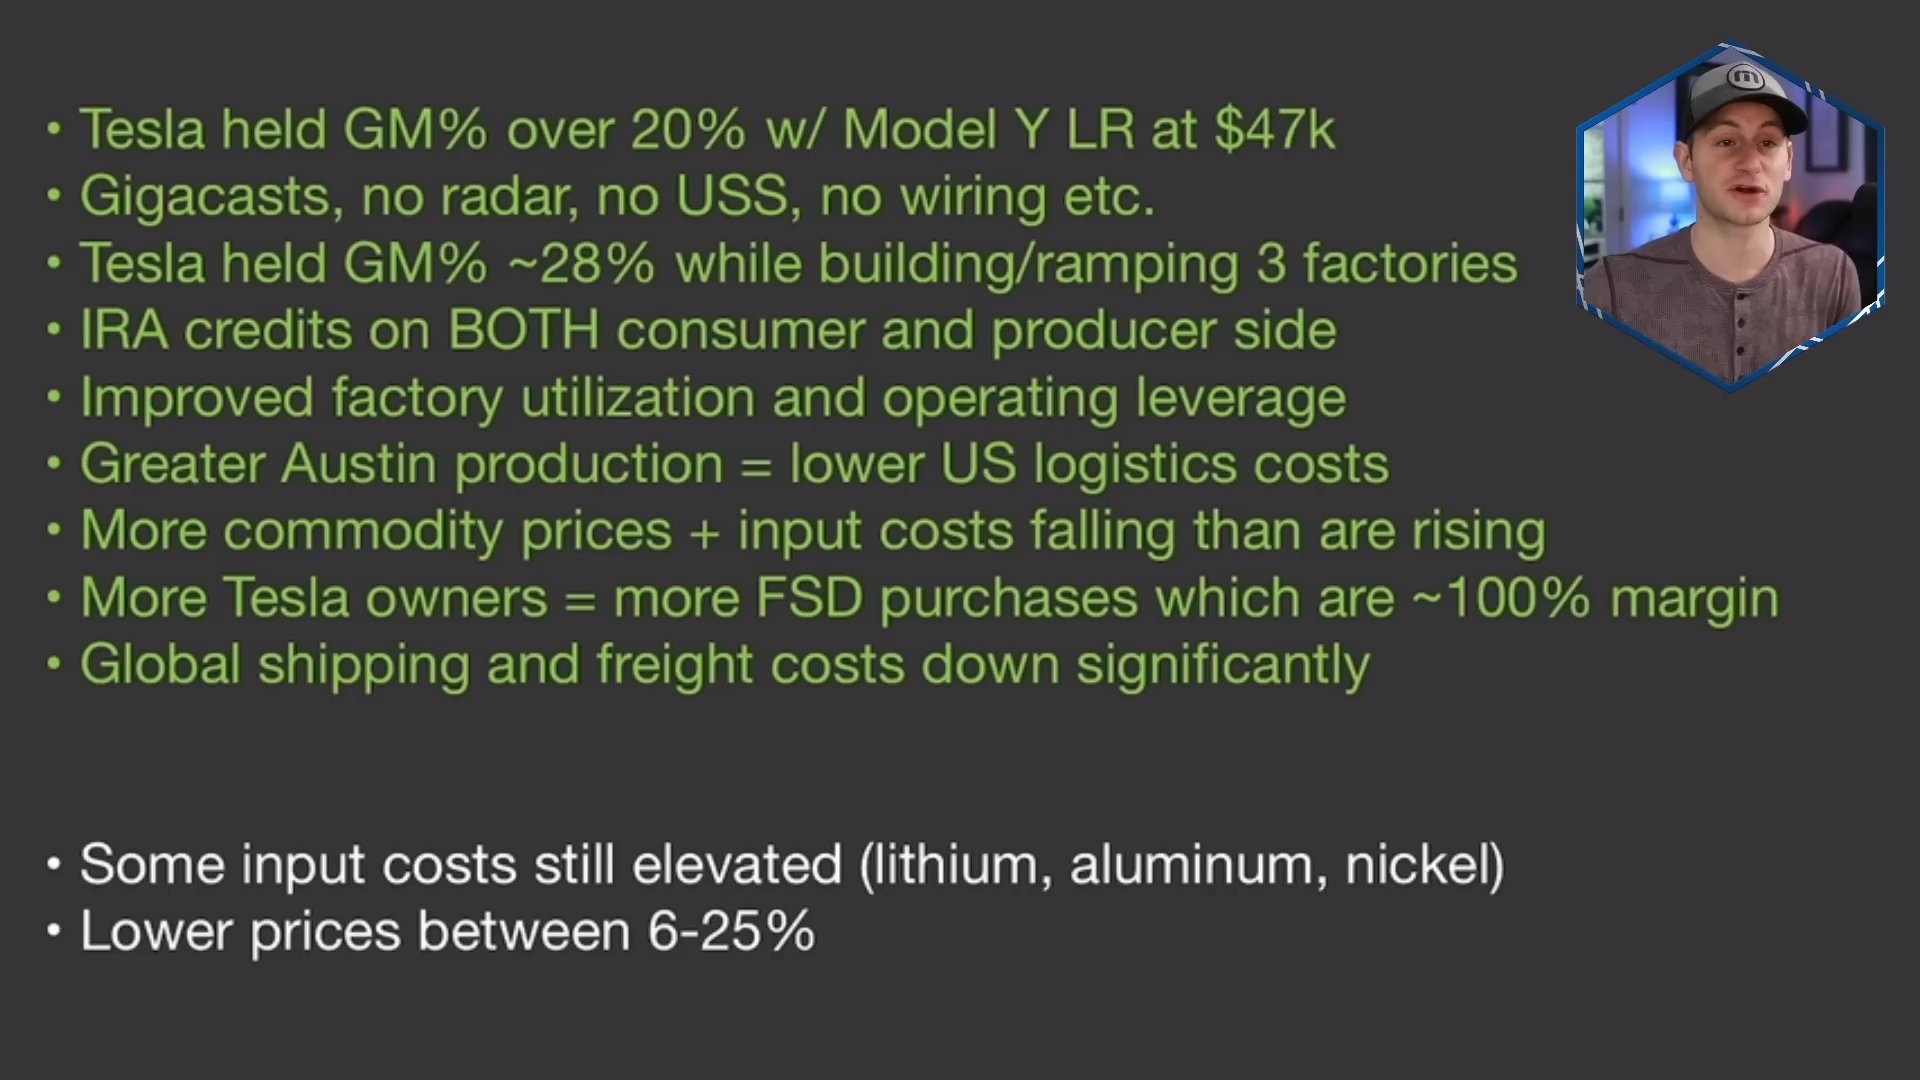 • Tesla held GM% over 20% w/ Model Y LR at $47k
• Gigacasts, no radar, no USS, no wiring etc.
• Tesla held GM% ~28% while building/ramping 3 factories
• IRA credits on BOTH consumer and producer side
• Improved factory utilization and operating leverage
• Greater Austin production = lower US logistics costs
• More commodity prices + input costs falling than are rising
• More Tesla owners = more FSD purchases which are ~100% margin
• Global shipping and freight costs down significantly
• Some input costs still elevated (lithium, aluminum, nickel)
• Lower prices between 6-25%